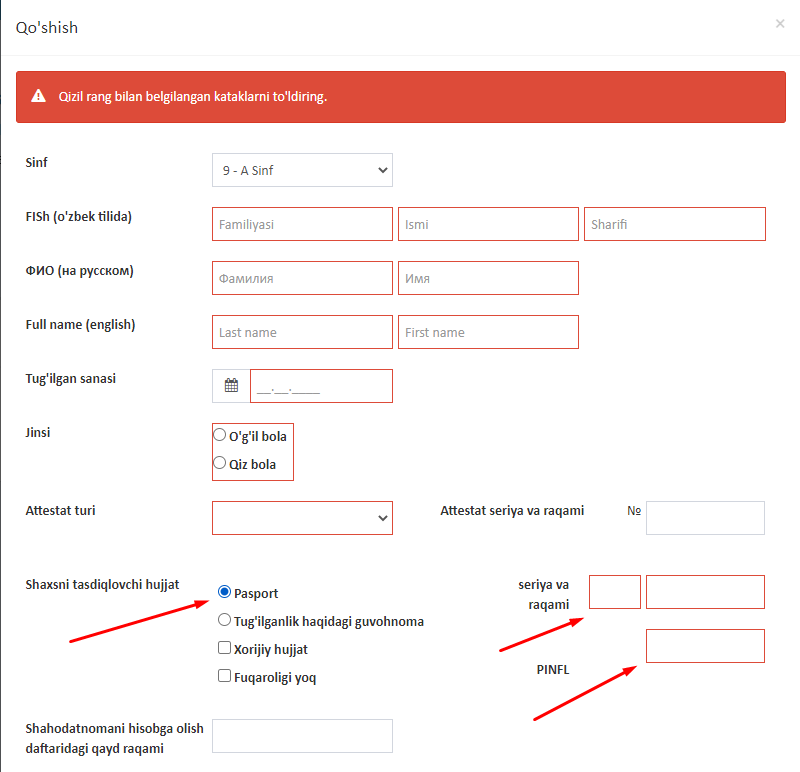 Qo'shish
×
Qizil rang bilan belgilangan kataklarni to'ldiring.
Sinf
9 - A Sinf
FISh (o'zbek tilida)
Familiyasi
Ismi
Sharifi
ФИО (на русском)
Фамилия
Имя
Full name (english)
Last name
First name
Tug'ilgan sanasi
__.__.____
Jinsi
O'g'il bola
Qiz bola
Attestat turi
Attestat seriya va raqami
№
Shaxsni tasdiqlovchi hujjat
Pasport
Tug'ilganlik haqidagi guvohnoma
Xorijiy hujjat
Fuqaroligi yoq
seriya va
raqami
PINFL
Shahodatnomani hisobga olish
daftaridagi qayd raqami